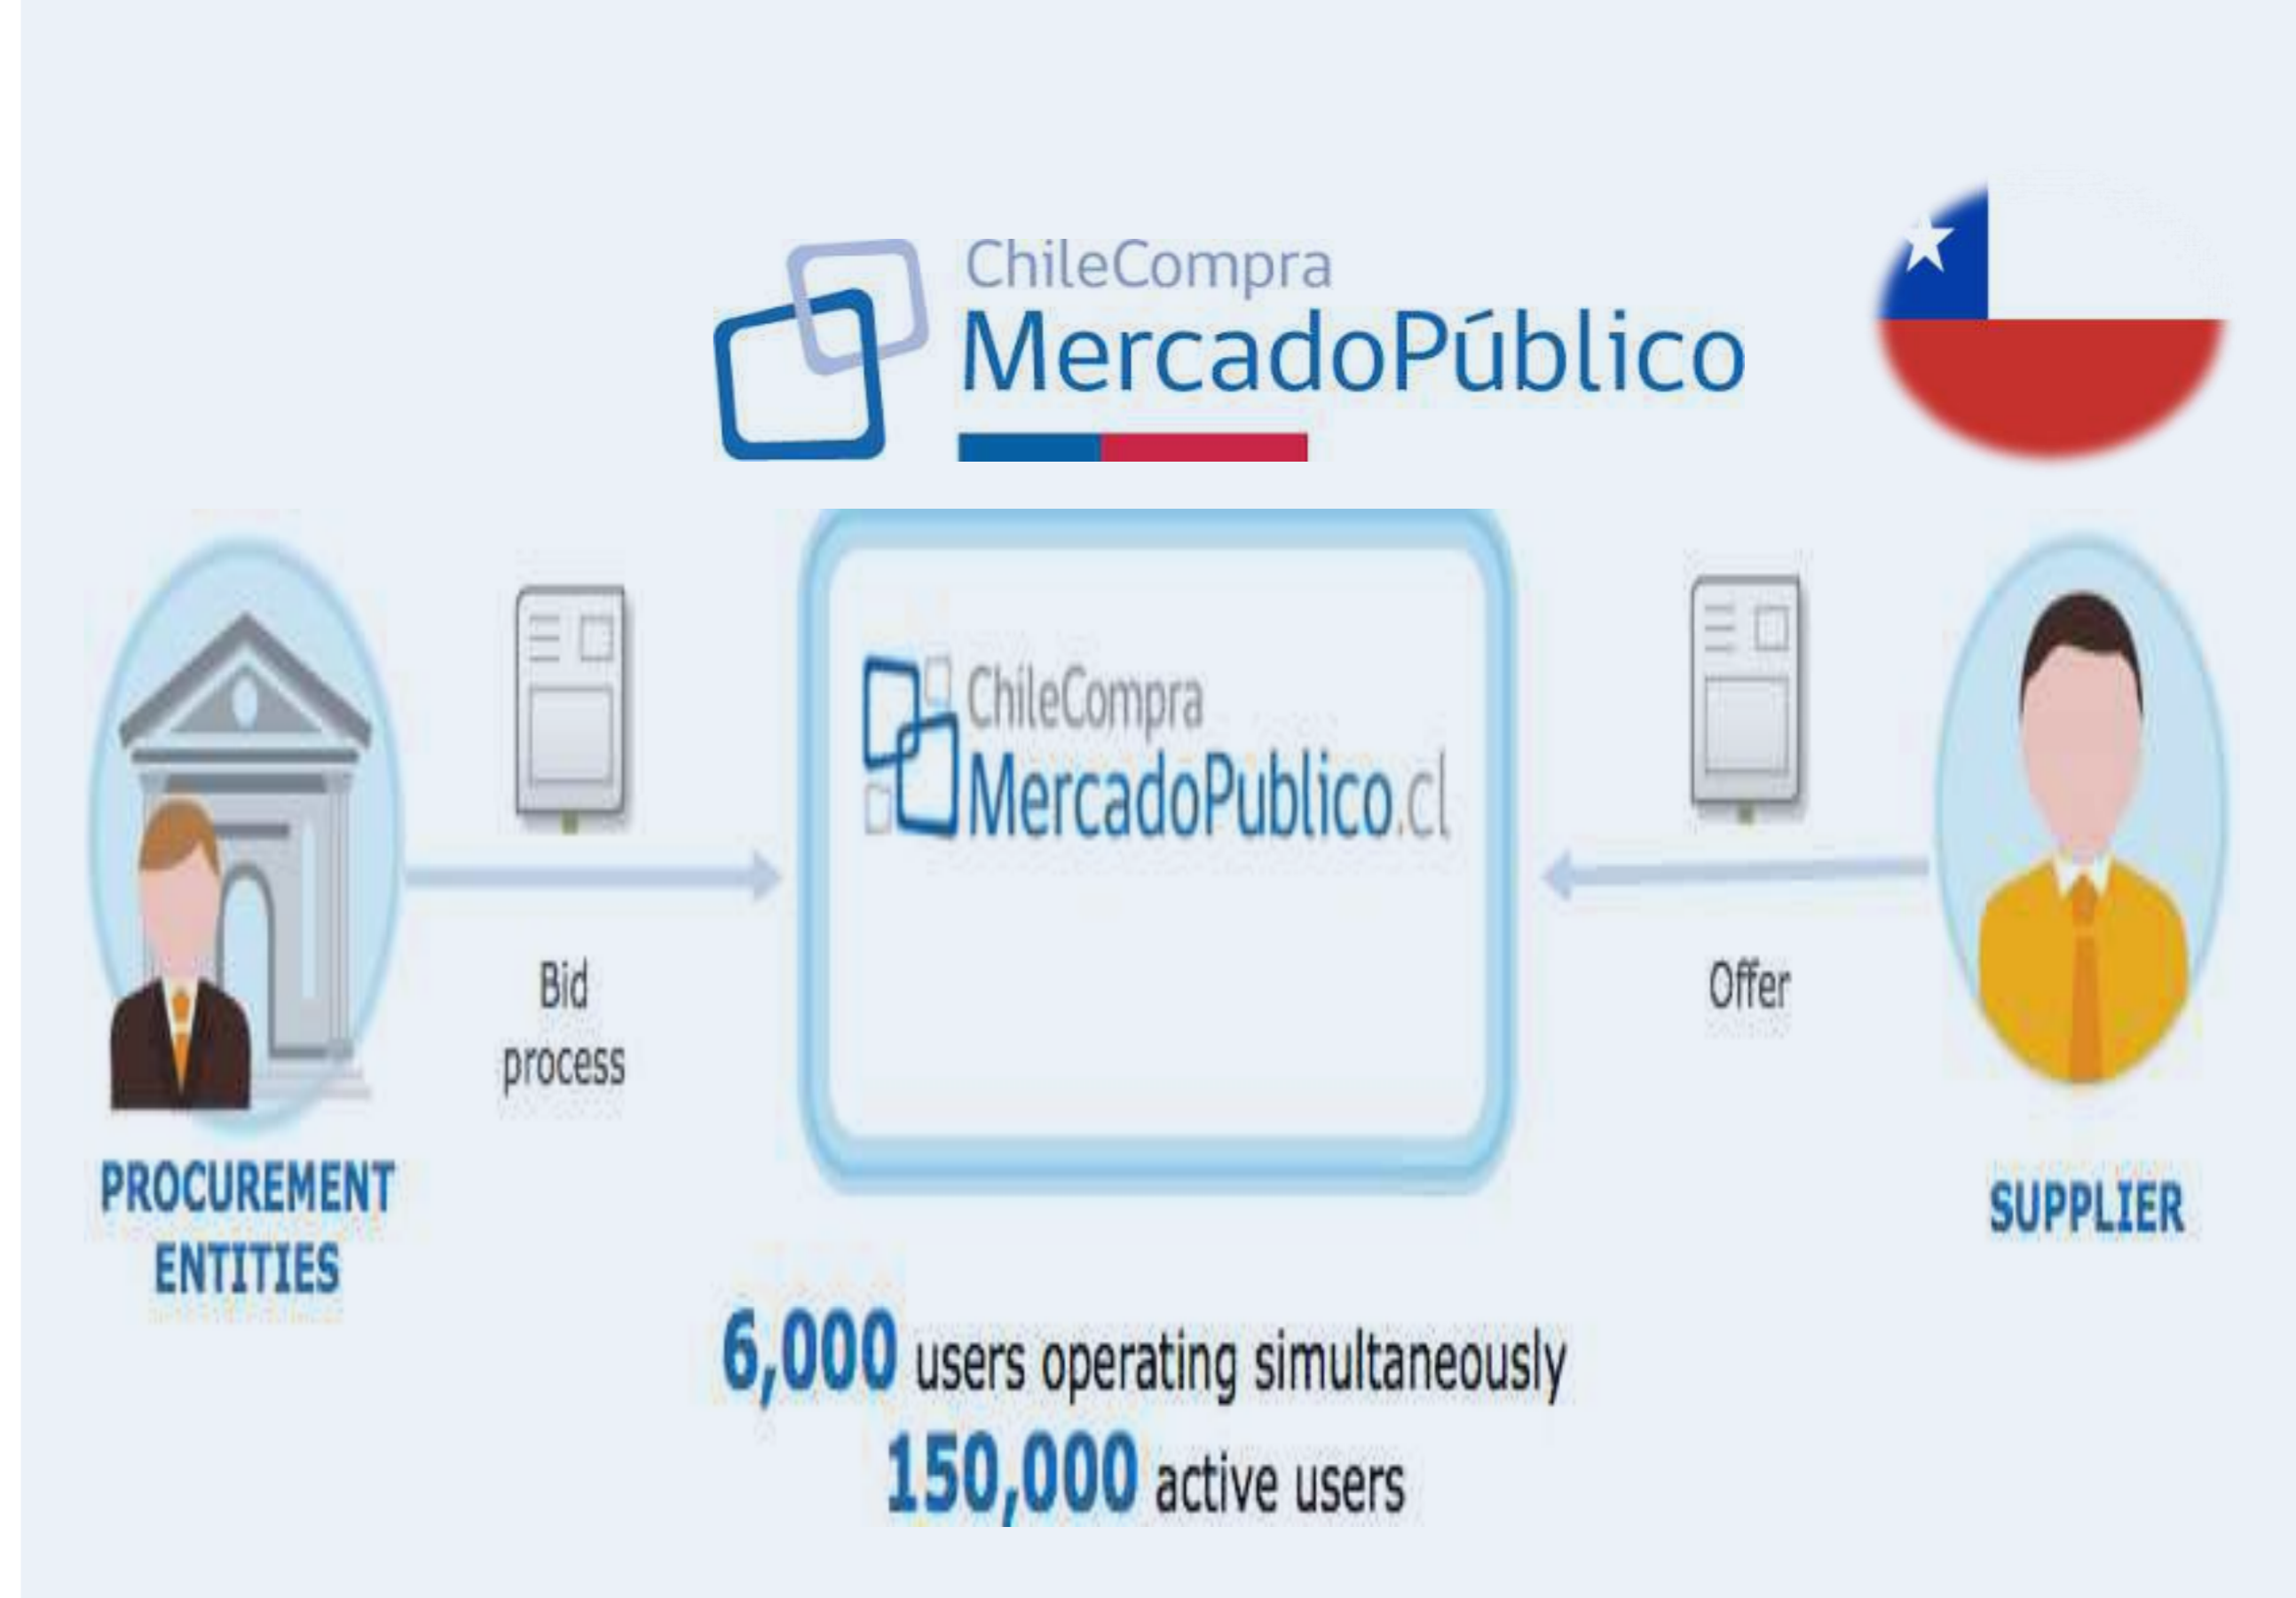 ChileCompra
MercadoPúblico
ChileCompra
MercadoPublico.cl
Bid
process
Offer
PROCUREMENT
ENTITIES
SUPPLIER
6,000 users operating simultaneously
150,000 active users